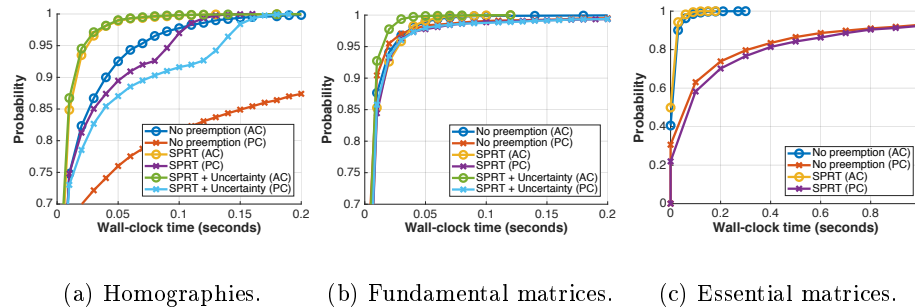 1
0.95
0.9
0.85
0.8
0.75
0.7
Probability
0
0.05
0.1
0.15
0.2
Wall-clock time (seconds)
No preemption (AC)
No preemption (PC)
SPRT (AC)
SPRT (PC)
SPRT + Uncertainty (AC)
SPRT + Uncertainty (PC)
(a) Homographies.
1
0.95
0.9
0.85
0.8
0.75
0.7
Probability
0
0.05
0.1
0.15
0.2
Wall-clock time (seconds)
No preemption (AC)
No preemption (PC)
SPRT (AC)
SPRT (PC)
SPRT + Uncertainty (AC)
SPRT + Uncertainty (PC)
(b) Fundamental matrices.
1
0.8
0.6
0.4
0.2
0
Probability
0
0.2
0.4
0.6
0.8
Wall-clock time (seconds)
No preemption (AC)
No preemption (PC)
SPRT (AC)
SPRT (PC)
(c) Essential matrices.